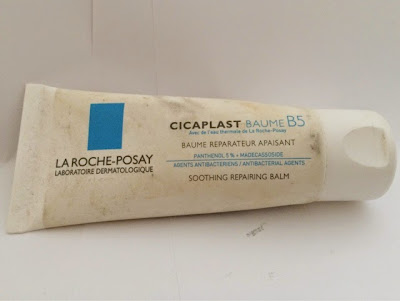 CICAPLAST BAUME B5
Avec de l'eau thermale de La Roche-Posay
BAUME REPARATEUR APAISANT
PANTHENOL 5% - MADECASSOSIDE
AGENTS ANTIBACTERIENS / ANTIBACTERIAL AGENTS
SOOTHING REPAIRING BALM
LA ROCHE-POSAY
LABORATOIRE DERMATOLOGIQUE